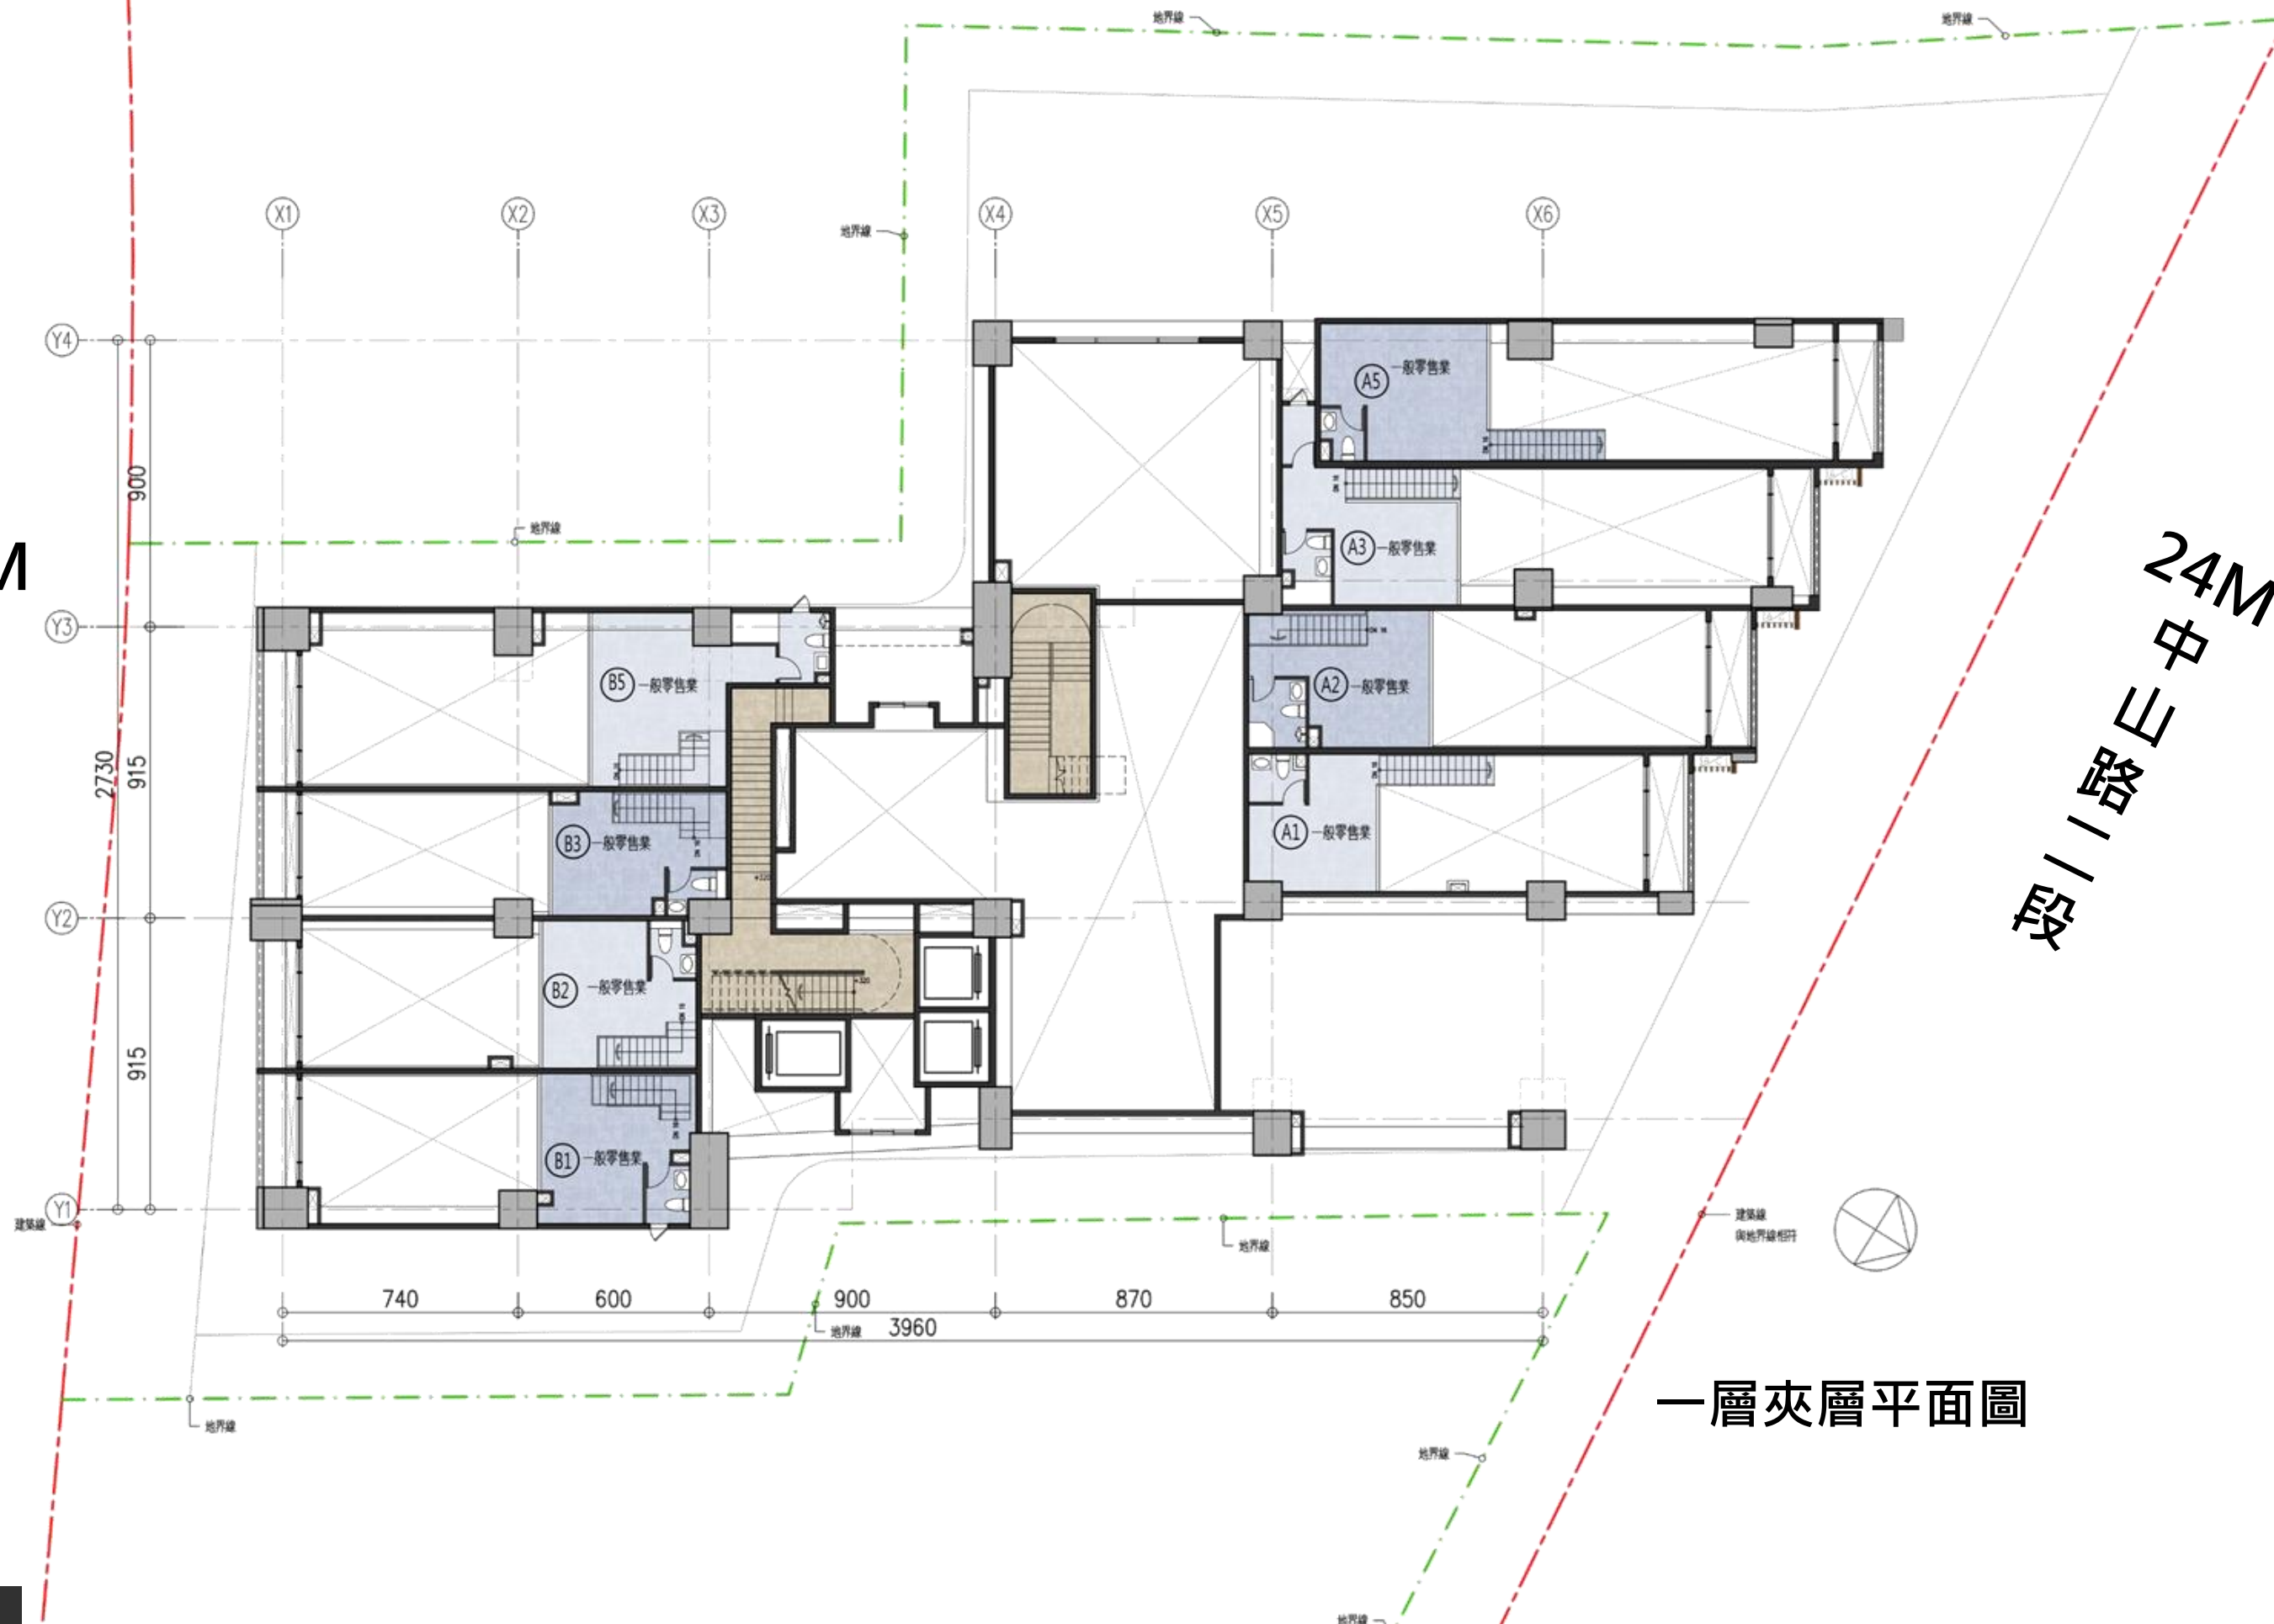 地界線
地界線
X1
X2
X3
X4
X5
X6
地界線
Y4
A5
一般零售業
900
地界線
M
A3
一般零售業
24M
中山路二段
Y3
B5
一般零售業
A2
一般零售業
2730
915
B3
一般零售業
A1
一般零售業
+320
Y2
B2
一般零售業
+320
915
B1
一般零售業
Y1
建築線
建築線
與地界線相符
地界線
740
600
900
870
850
地界線
3960
地界線
一層夾層平面圖
地界線
地界線